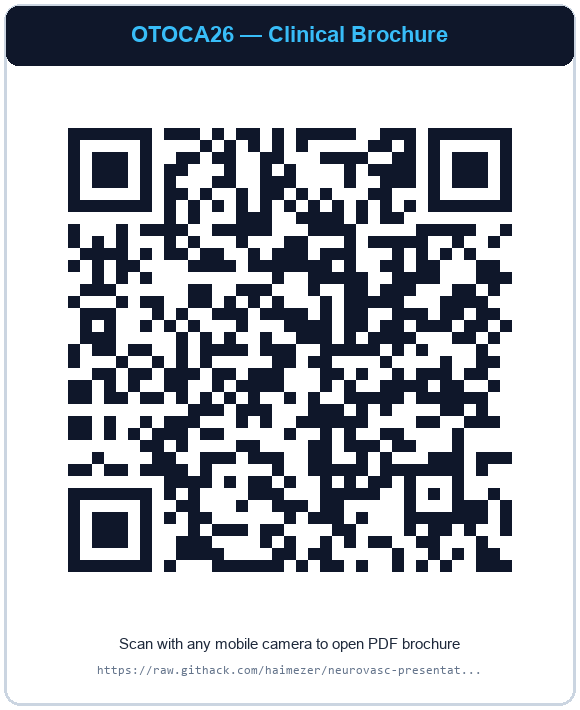 OTOCA26 — Clinical Brochure
Scan with any mobile camera to open PDF brochure
https://raw.githack.com/haimezer/neurovasc-presentat...